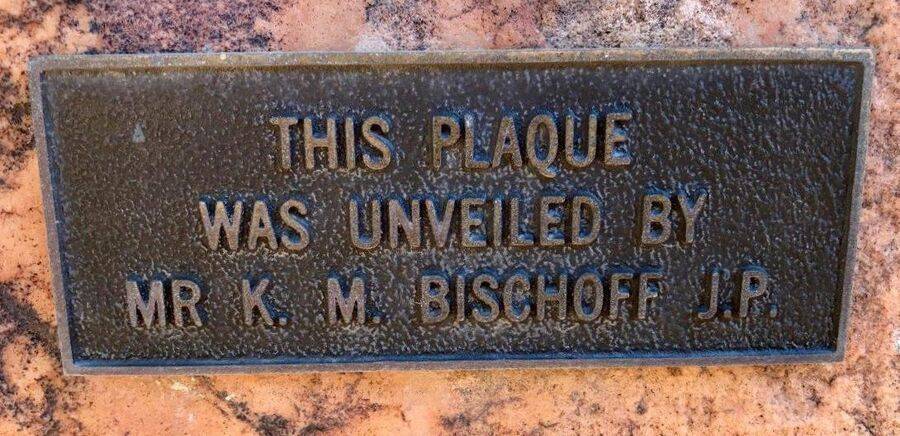 THIS PLAQUE
WAS UNVEILED BY
MR K. M. BISCHOFF J.P.